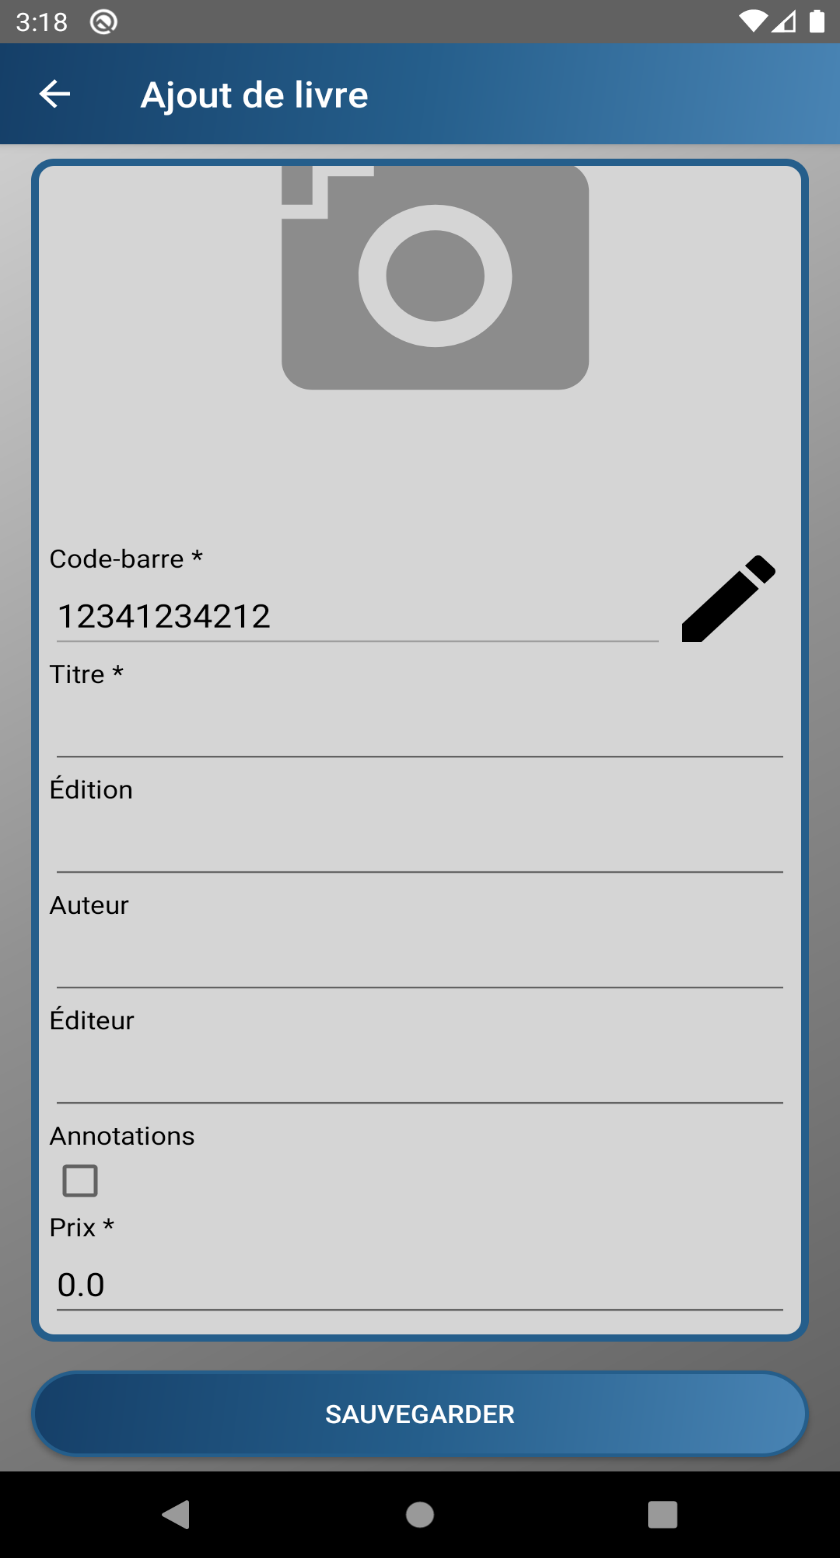 3:18
Ajout de livre
Code-barre *
12341234212
Titre *
Édition
Auteur
Éditeur
Annotations
Prix *
0.0
SAUVEGARDER